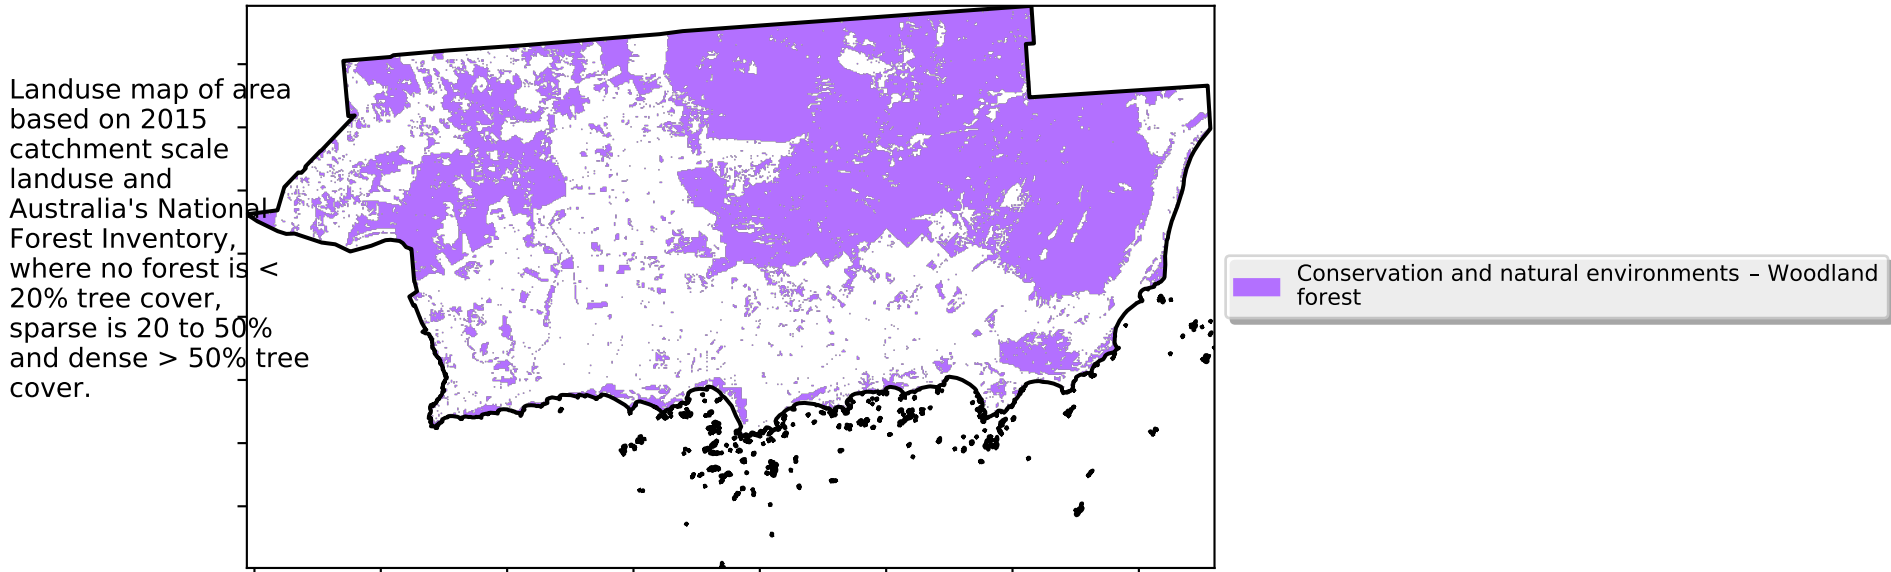 Landuse map of area
based on 2015
catchment scale
landuse and
Australia's National
Forest Inventory,
where no forest is <
20% tree cover,
sparse is 20 to 50%
and dense > 50% tree
cover.
Conservation and natural environments – Woodland
forest